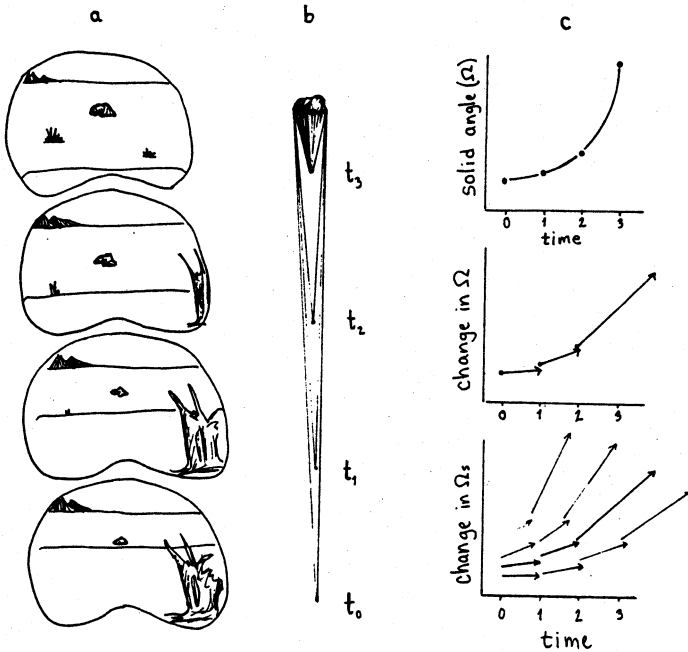 a
b
c
t3
t2
t1
t0
solid angle (Ω)
0 1 2 3
time
change in Ω
0 1 2 3
change in Ωs
0 1 2 3
time